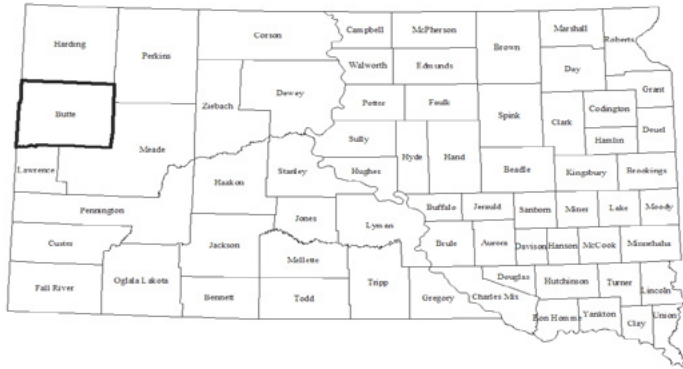 Harding
Perkins
Corson
Campbell
McPherson
Brown
Marshall
Roberts
Walworth
Edmunds
Day
Butte
Ziebach
Dewey
Potter
Faulk
Spink
Clark
Codington
Grant
Deuel
Hamlin
Meade
Sully
Hyde
Hand
Lawrence
Haakon
Stanley
Hughes
Beadle
Kingsbury
Brookings
Pennington
Jones
Lyman
Buffalo
Jerauld
Sanborn
Miner
Lake
Moody
Custer
Jackson
Mellette
Brule
Aurora
Davison
Hanson
McCook
Minnehaha
Fall River
Oglala Lakota
Bennett
Todd
Tripp
Gregory
Charles Mix
Douglas
Hutchinson
Turner
Lincoln
Bon Homme
Yankton
Clay
Union